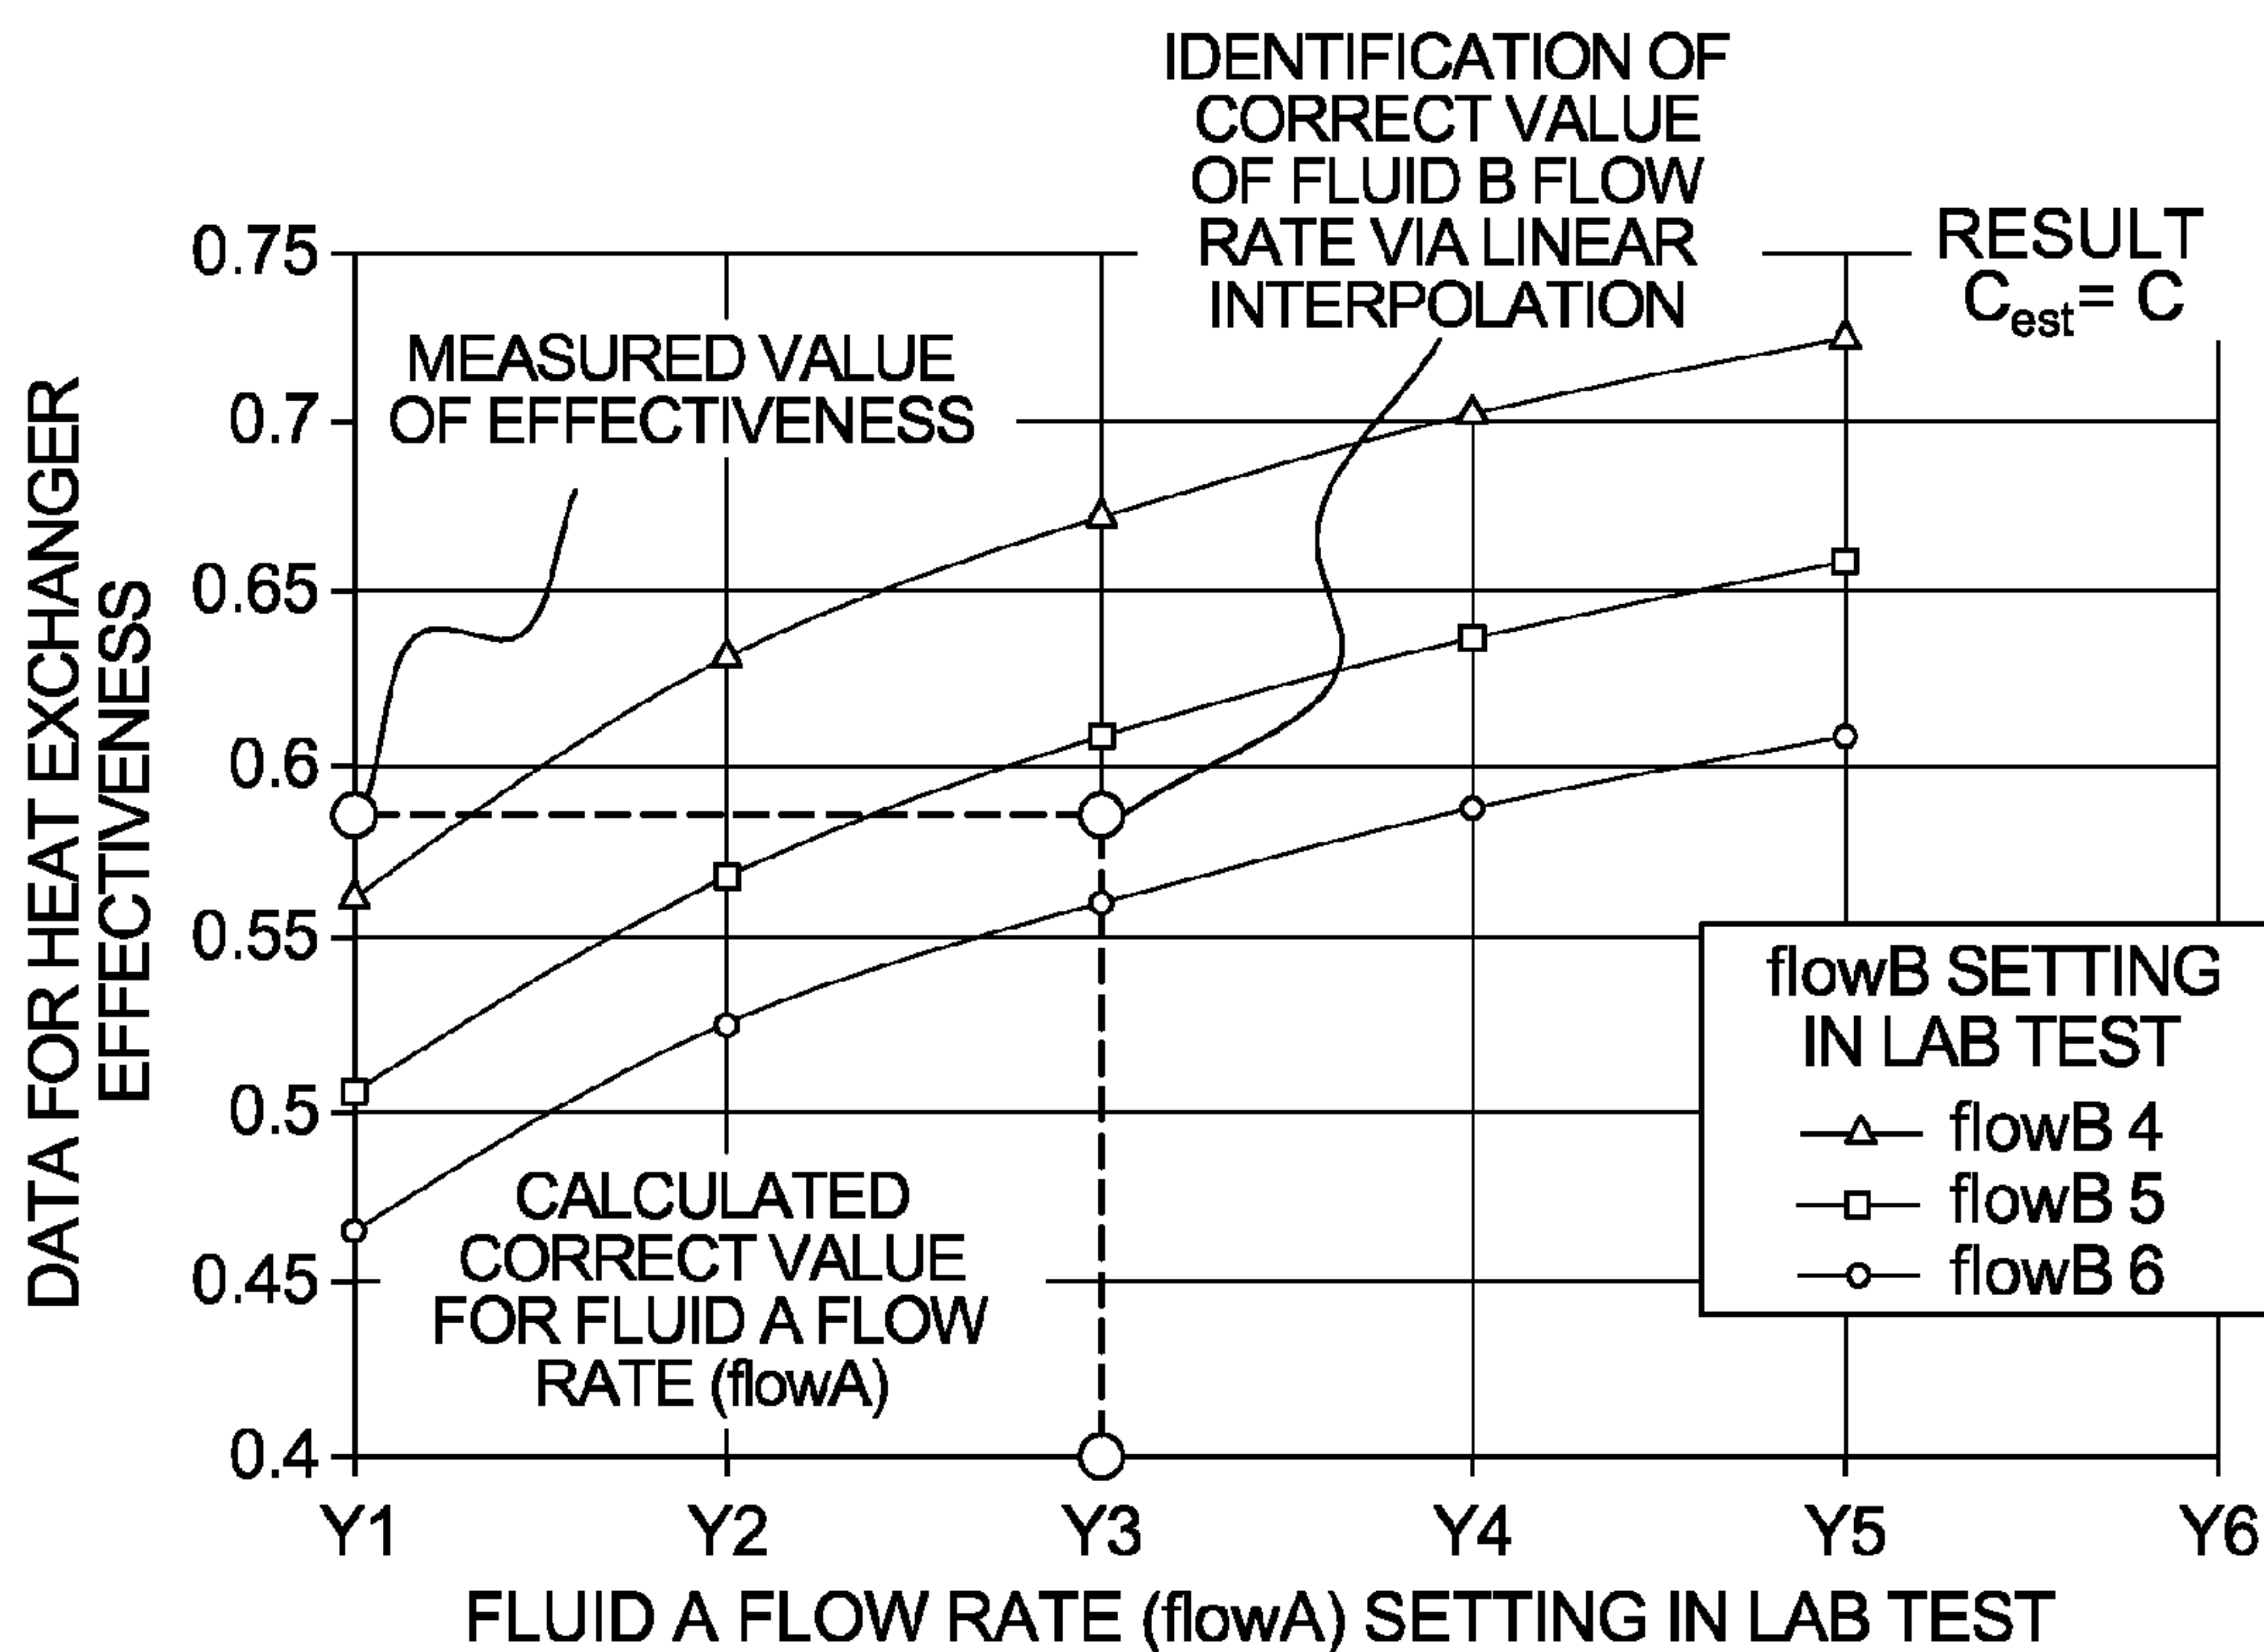 IDENTIFICATION OF
CORRECT VALUE
OF FLUID B FLOW
RATE VIA LINEAR
INTERPOLATION
RESULT
Cest= C
MEASURED VALUE
OF EFFECTIVENESS
DATA FOR HEAT EXCHANGER
EFFECTIVENESS
0.75
0.7
0.65
0.6
0.55
0.5
0.45
0.4
CALCULATED
CORRECT VALUE
FOR FLUID A FLOW
RATE (flowA)
flowB SETTING
IN LAB TEST
flowB 4
flowB 5
flowB 6
Y1 Y2 Y3 Y4 Y5 Y6
FLUID A FLOW RATE (flowA) SETTING IN LAB TEST